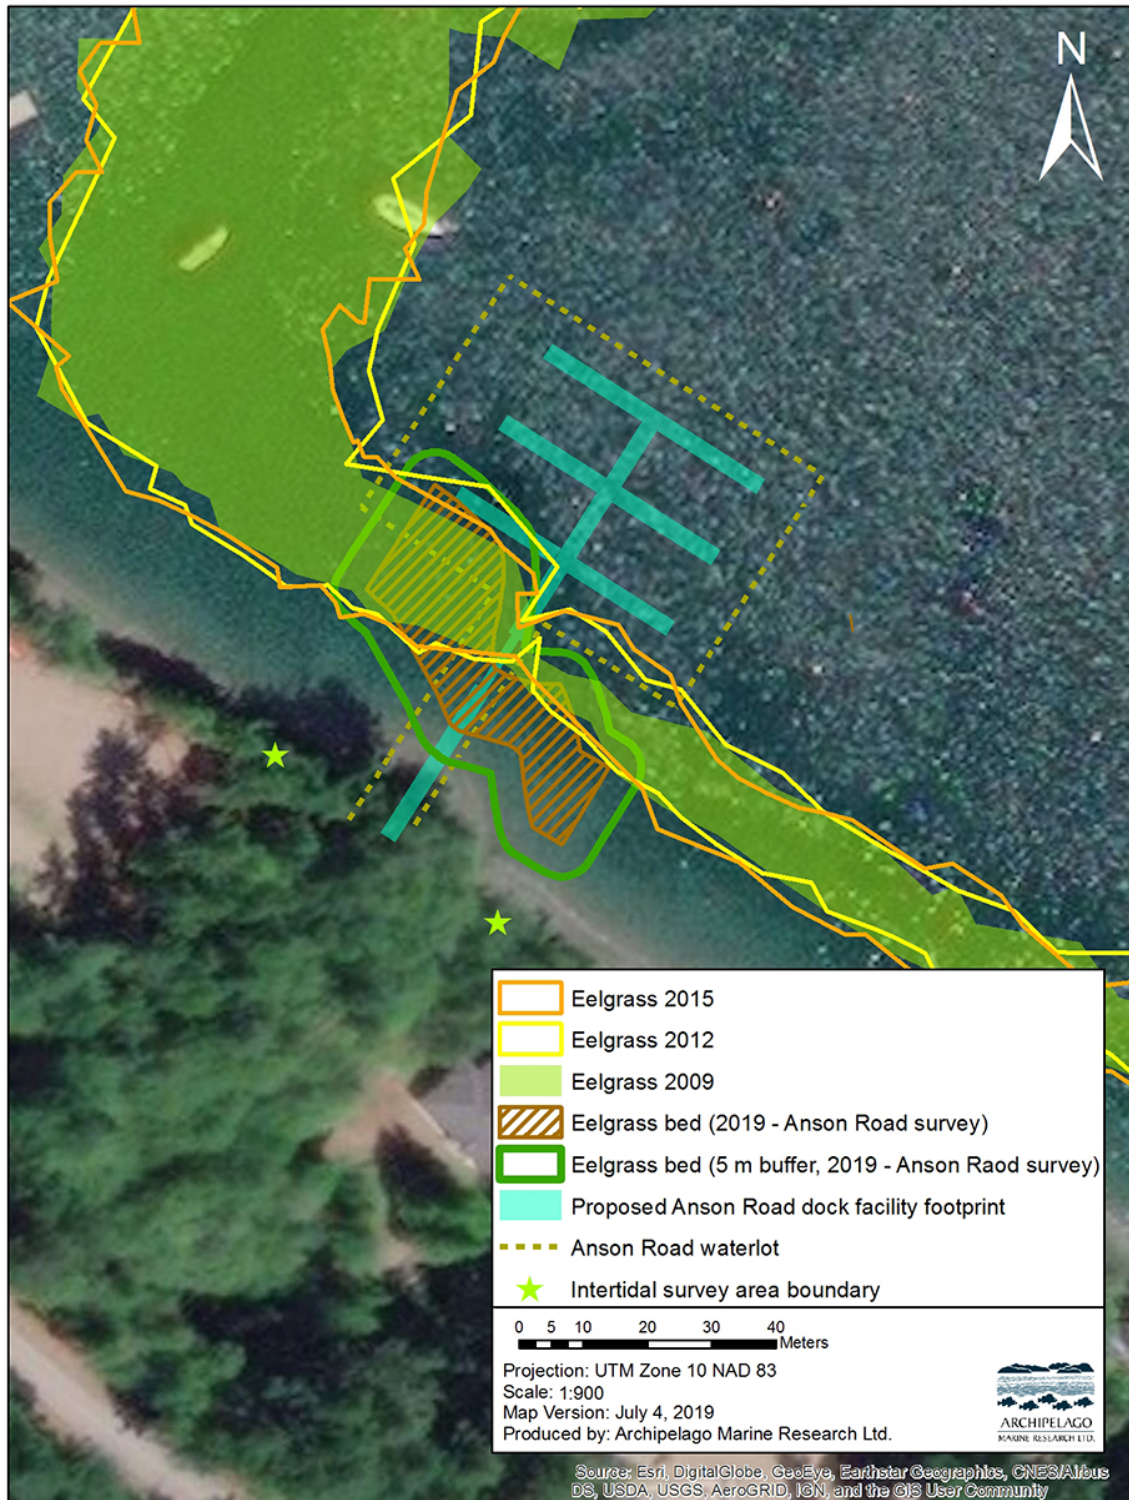 N
Eelgrass 2015
Eelgrass 2012
Eelgrass 2009
Eelgrass bed (2019 - Anson Road survey)
Eelgrass bed (5 m buffer, 2019 - Anson Raod survey)
Proposed Anson Road dock facility footprint
Anson Road waterlot
Intertidal survey area boundary
0 5 10 20 30 40
Meters
Projection: UTM Zone 10 NAD 83
Scale: 1:900
Map Version: July 4, 2019
Produced by: Archipelago Marine Research Ltd.
ARCHIPELAGO
MARINE RESEARCH LTD.
Source: Esri, DigitalGlobe, GeoEye, Earthstar Geographics, CNES/Airbus
DS, USDA, USGS, AeroGRID, IGN, and the GIS User Community